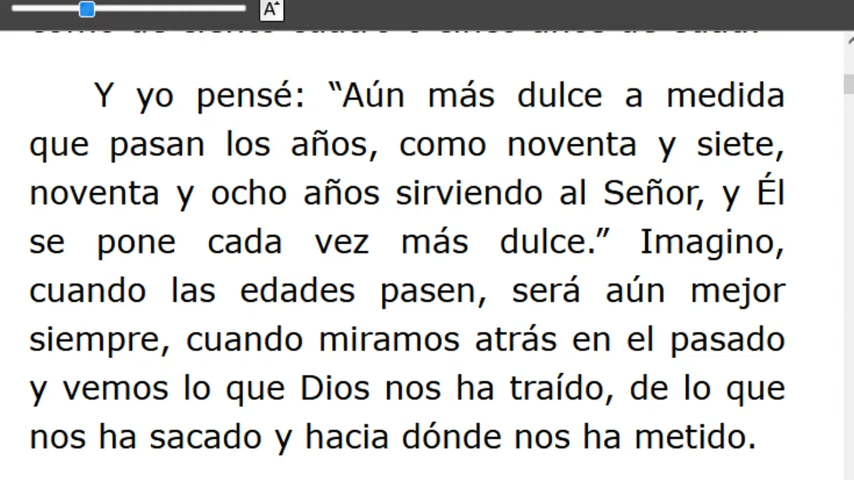 A
Y yo pensé: “Aún más dulce a medida
que pasan los años, como noventa y siete,
noventa y ocho años sirviendo al Señor, y Él
se pone cada vez más dulce.” Imagino,
cuando las edades pasen, será aún mejor
siempre, cuando miramos atrás en el pasado
y vemos lo que Dios nos ha traído, de lo que
nos ha sacado y hacia dónde nos ha metido.